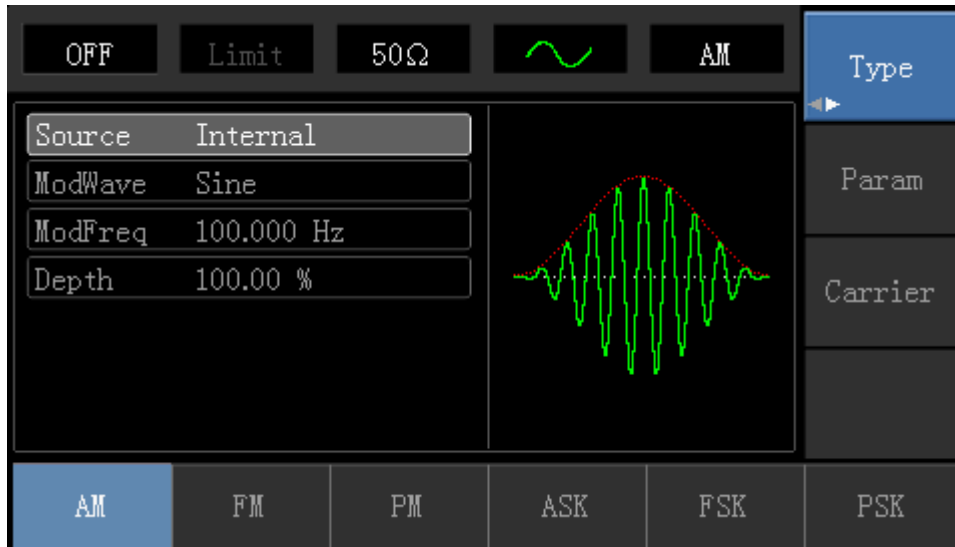 OFF Limit 50Ω AM
Type
Source Internal
ModWave Sine
Param
ModFreq 100.000 Hz
Depth 100.00 %
Carrier
AM FM PM ASK FSK PSK